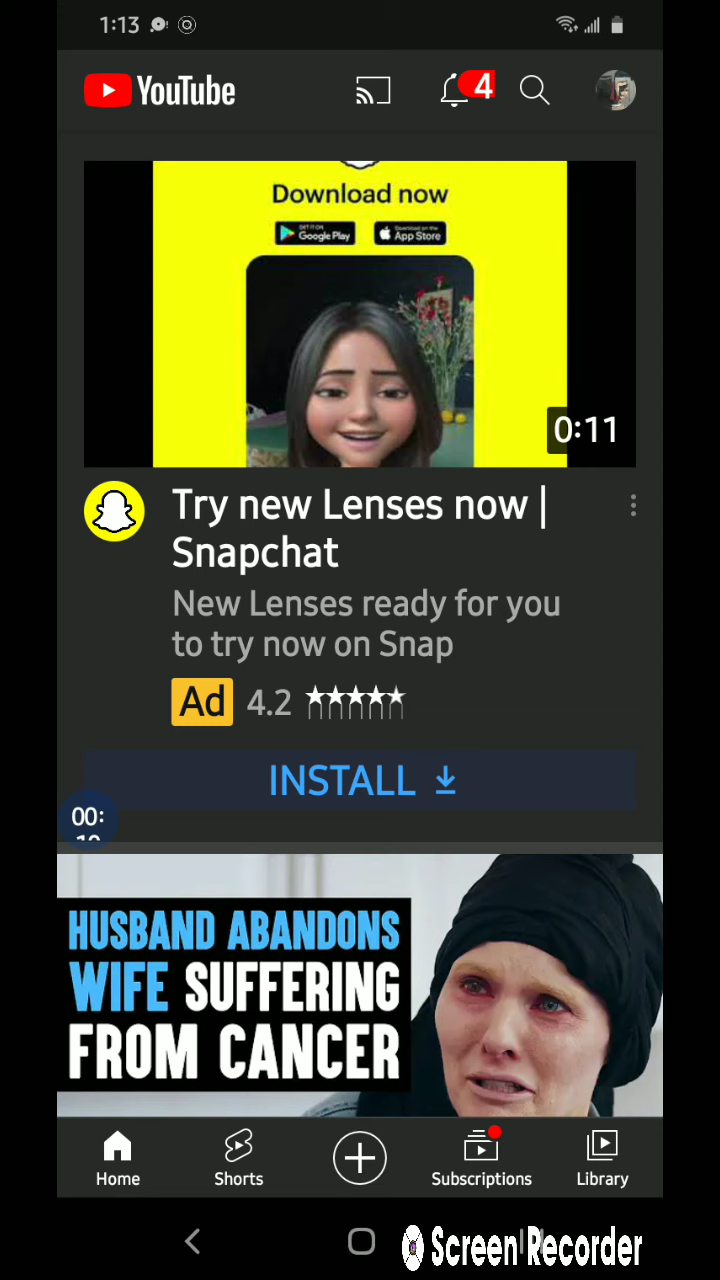 1:13
YouTube
4
Download now
GET IT ON
Google Play
Download on the
App Store
0:11
Try new Lenses now |
Snapchat
New Lenses ready for you
to try now on Snap
Ad 4.2
INSTALL
00:
HUSBAND ABANDONS
WIFE SUFFERING
FROM CANCER
Home
Shorts
Subscriptions
Library
Screen Recorder